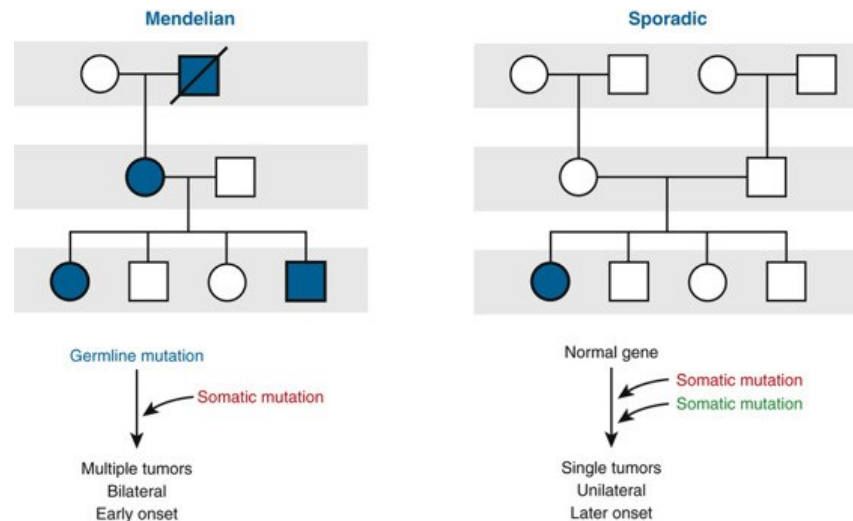 Mendelian
Germline mutation
Somatic mutation
Multiple tumors
Bilateral
Early onset
Sporadic
Normal gene
Somatic mutation
Somatic mutation
Single tumors
Unilateral
Later onset